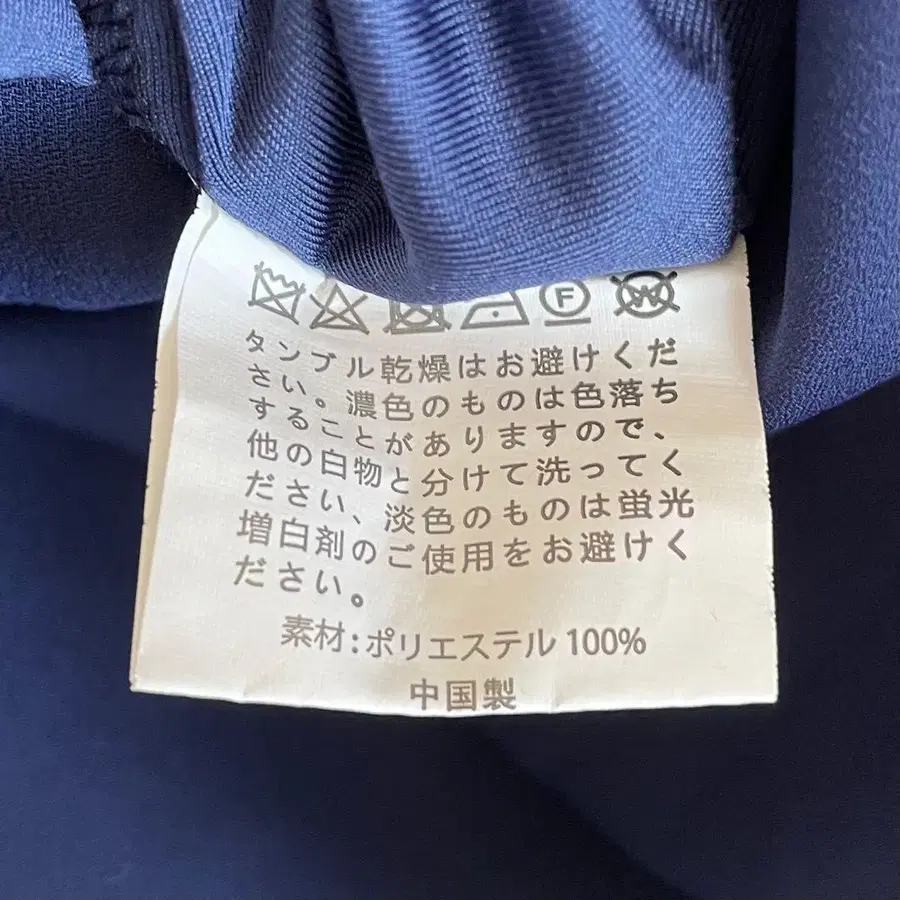 F W
タンブル乾燥はお避けくだ
さい。濃色のものは色落ち
することがありますので、
他の白物と分けて洗ってく
ださい、淡色のものは蛍光
増白剤のご使用をお避けく
ださい。
素材:ポリエステル 100%
中国製